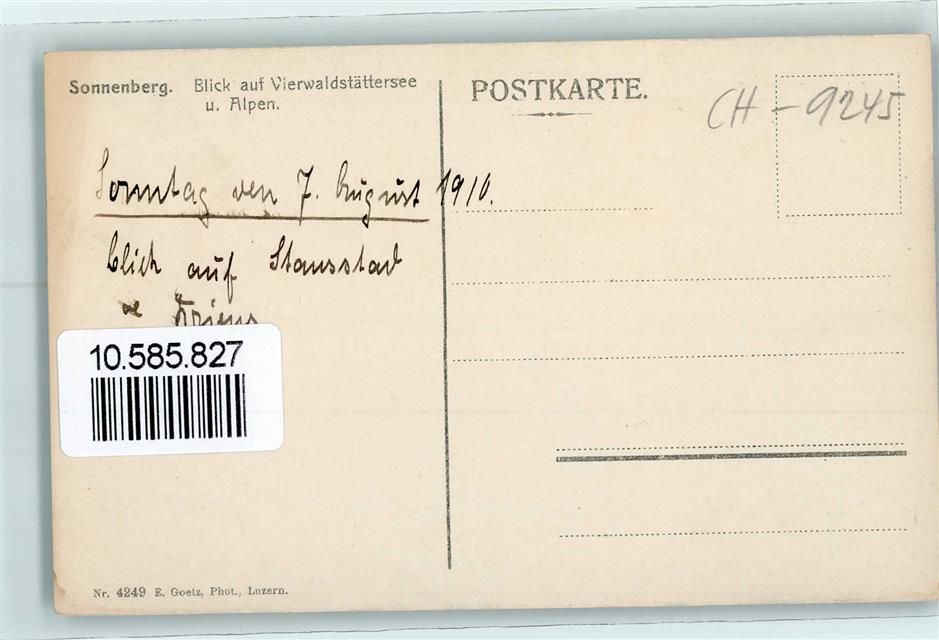 Sonnenberg. Blick auf Vierwaldstättersee
u. Alpen.
POSTKARTE.
CH - 9245
Sonntag den 7. August 1910.
Blick auf Stansstad
Kriens
10.585.827
Nr. 4249 E. Goetz, Phot., Luzern.